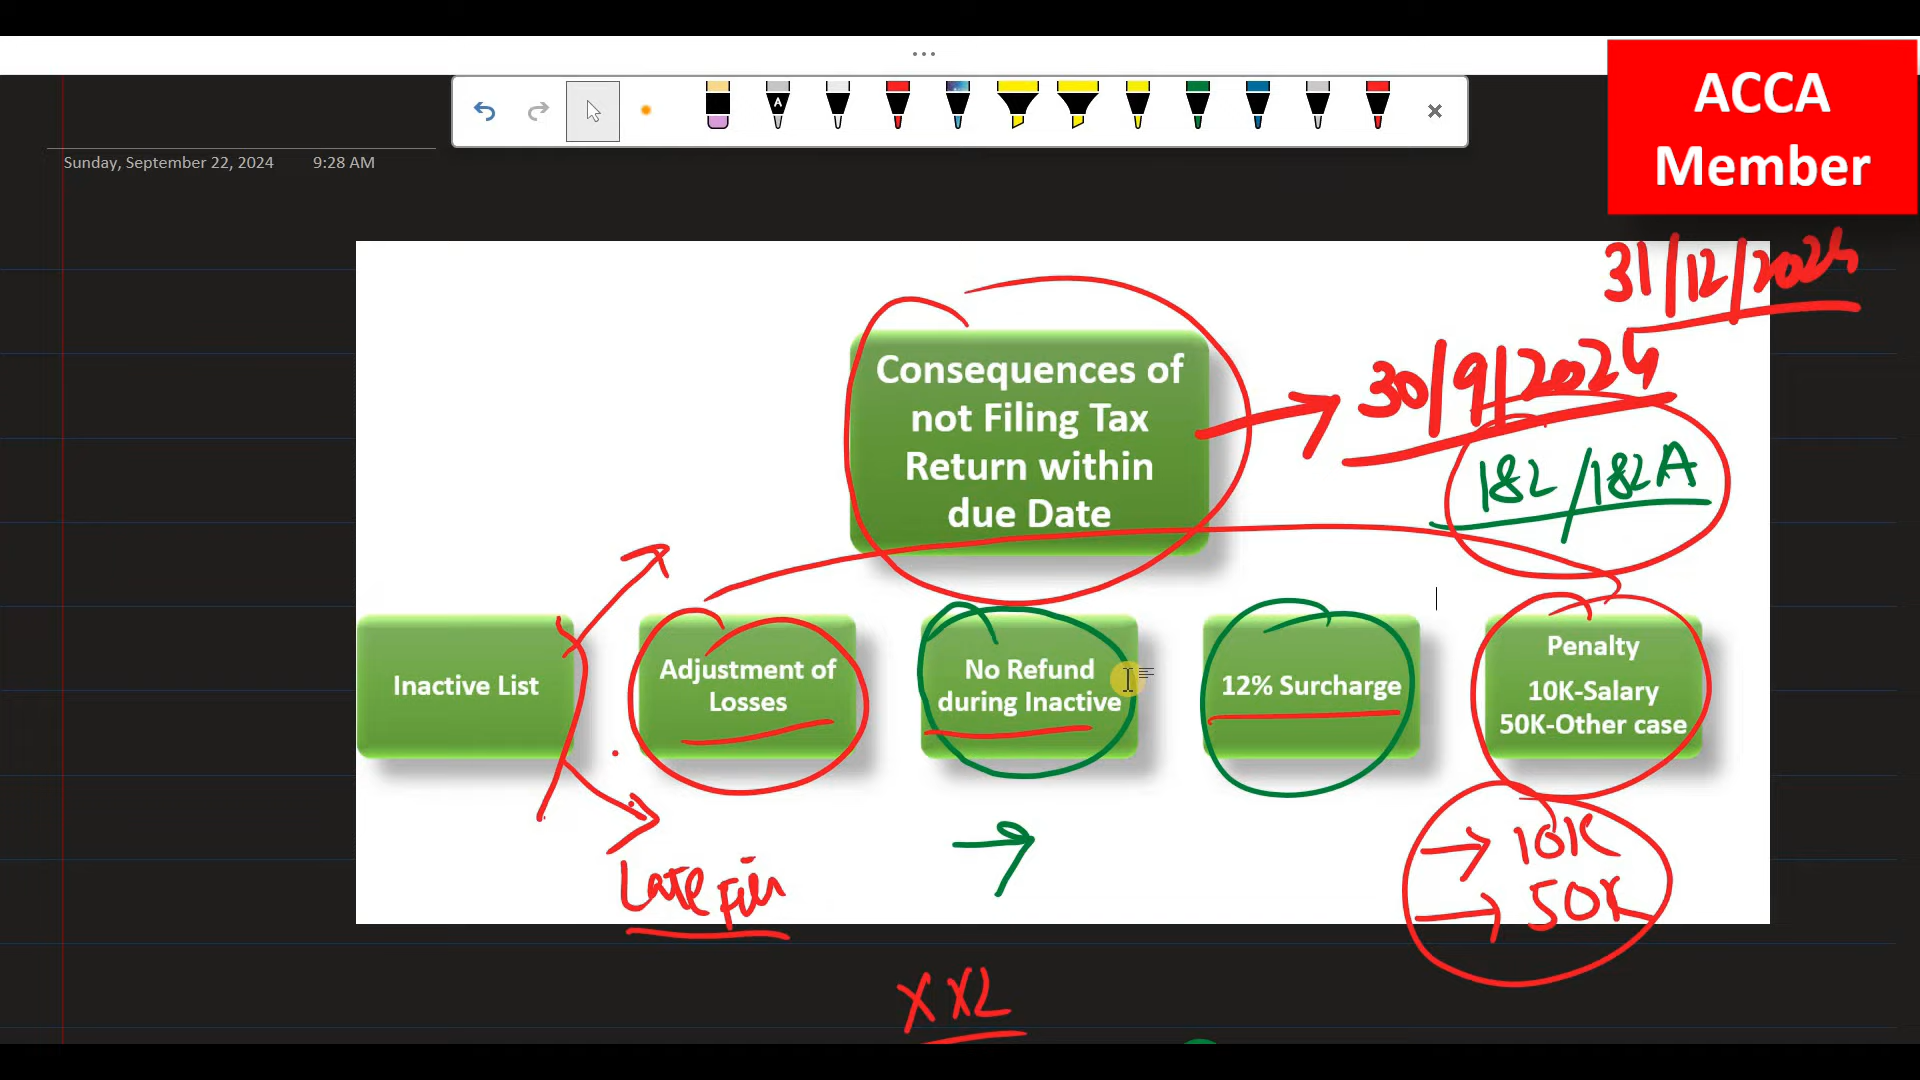 ACCA
Member
A
Sunday, September 22, 2024 9:28 AM
31/12/2024
Consequences of
not Filing Tax
Return within
due Date
30/9/2024
182/182A
Inactive List
Adjustment of
Losses
No Refund
during Inactive
12% Surcharge
Penalty
10K-Salary
50K-Other case
10K
50K
Late